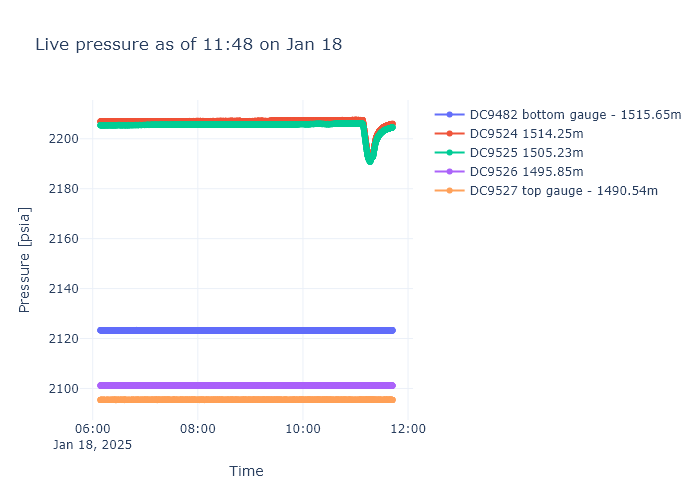 Live pressure as of 11:48 on Jan 18
DC9482 bottom gauge - 1515.65m
DC9524 1514.25m
DC9525 1505.23m
DC9526 1495.85m
DC9527 top gauge - 1490.54m
Pressure [psia]
2200
2180
2160
2140
2120
2100
06:00 08:00 10:00 12:00
Jan 18, 2025
Time